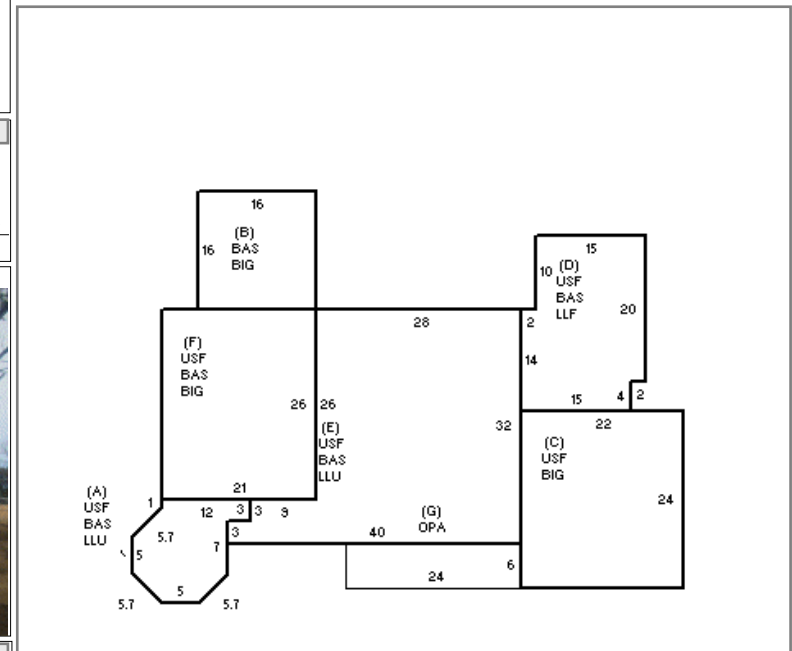 16
16
(B)
BAS
BIG
15
10
(D)
USF
BAS
LLF
20
28
2
14
(F)
USF
BAS
BIG
26
26
(E)
USF
BAS
LLU
32
15
4
2
22
(C)
USF
BIG
24
21
(A)
USF
BAS
LLU
1
12
3
3
9
5.7
7
3
(G)
OPA
40
5
6
24
5
5.7
5.7